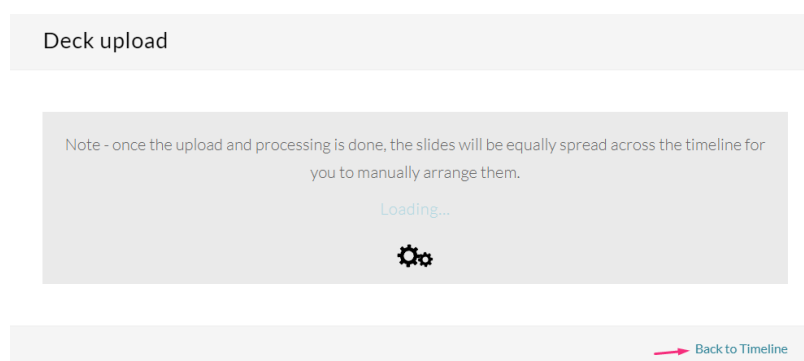 Deck upload
Note - once the upload and processing is done, the slides will be equally spread across the timeline for
you to manually arrange them.
Loading...
Back to Timeline